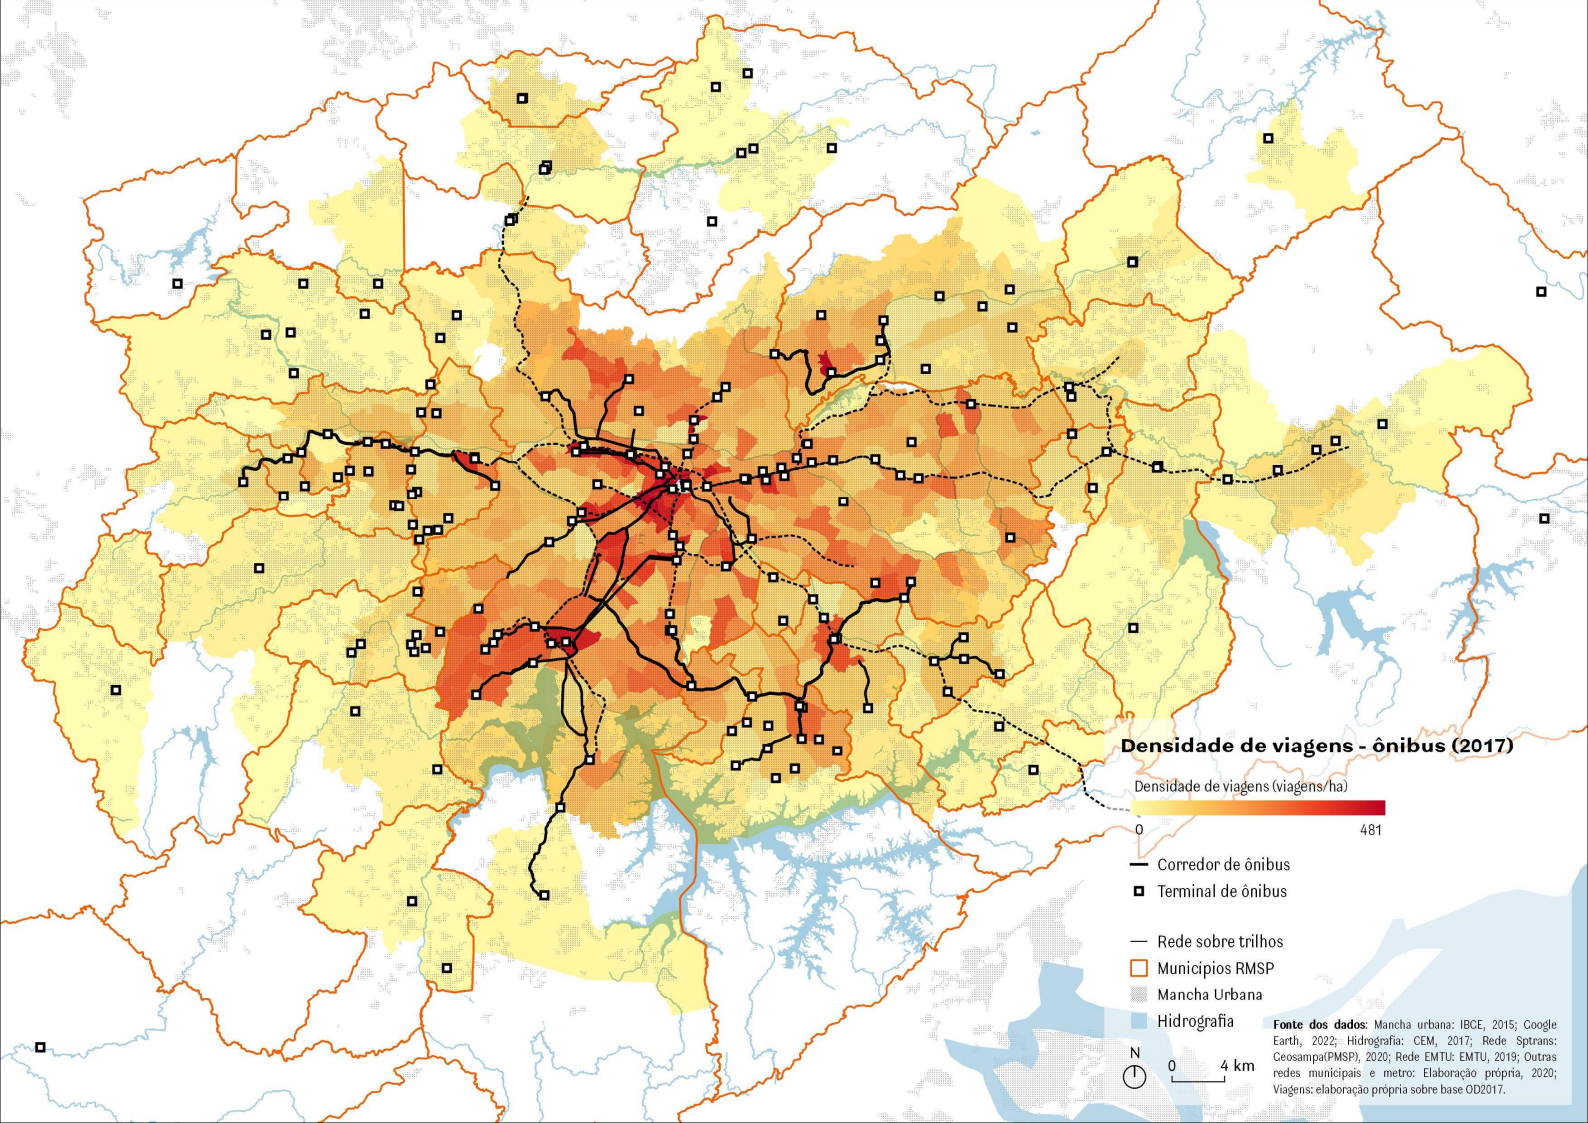 Densidade de viagens - ônibus (2017)
Densidade de viagens (viagens/ha)
0
481
Corredor de ônibus
Terminal de ônibus
Rede sobre trilhos
Municípios RMSP
Mancha Urbana
Hidrografia
N
0 4 km
Fonte dos dados: Mancha urbana: IBCE, 2015; Google
Earth, 2022; Hidrografia: CEM, 2017; Rede Sptrans:
Geosampa(PMSP), 2020; Rede EMTU: EMTU, 2019; Outras
redes municipais e metro: Elaboração própria, 2020;
Viagens: elaboração própria sobre base OD2017.